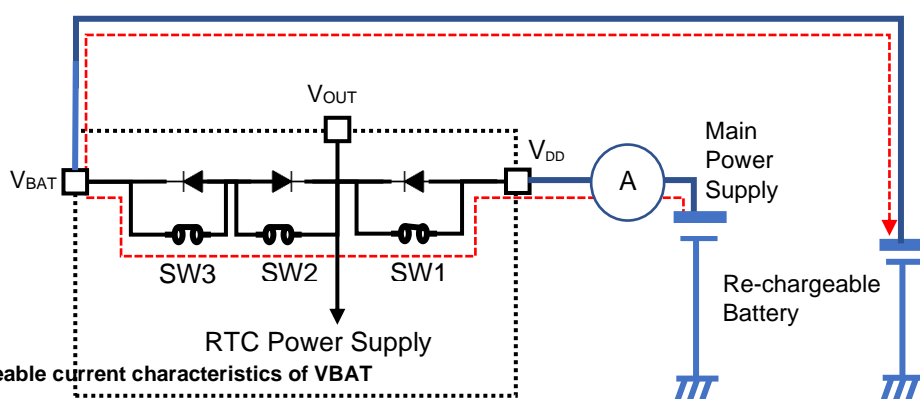 VOUT
VDD
Main
Power
Supply
VBAT
A
SW3
SW2
SW1
Re-chargeable
Battery
RTC Power Supply
current characteristics of VBAT